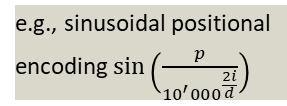 e.g., sinusoidal positional
encoding sin(p / 10'000^(2i/d))